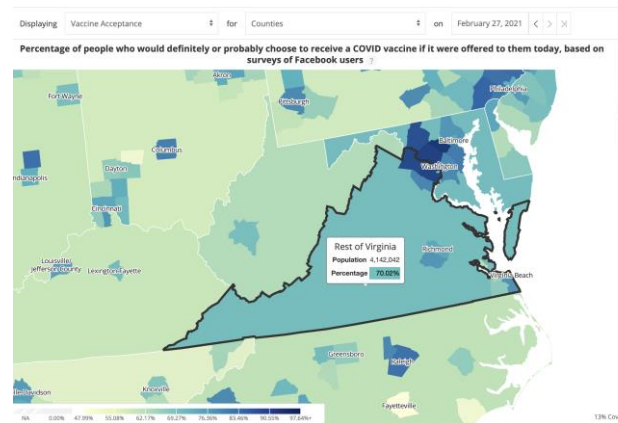 Displaying Vaccine Acceptance for Counties on February 27, 2021
Percentage of people who would definitely or probably choose to receive a COVID vaccine if it were offered to them today, based on
surveys of Facebook users ?
Akron
Fort Wayne
Pittsburgh
Philadelphia
Columbus
Baltimore
Dayton
Washington
Indianapolis
Cincinnati
Rest of Virginia
Population 4,142,042
Percentage 70.02%
Richmond
Louisville/
Jefferson County
Lexington-Fayette
Virginia Beach
Greensboro
Raleigh
Knoxville
lle-Davidson
Fayetteville
NA 0.00% 47.99% 55.08% 62.17% 69.27% 76.36% 83.46% 90.55% 97.64%+
13% Cov